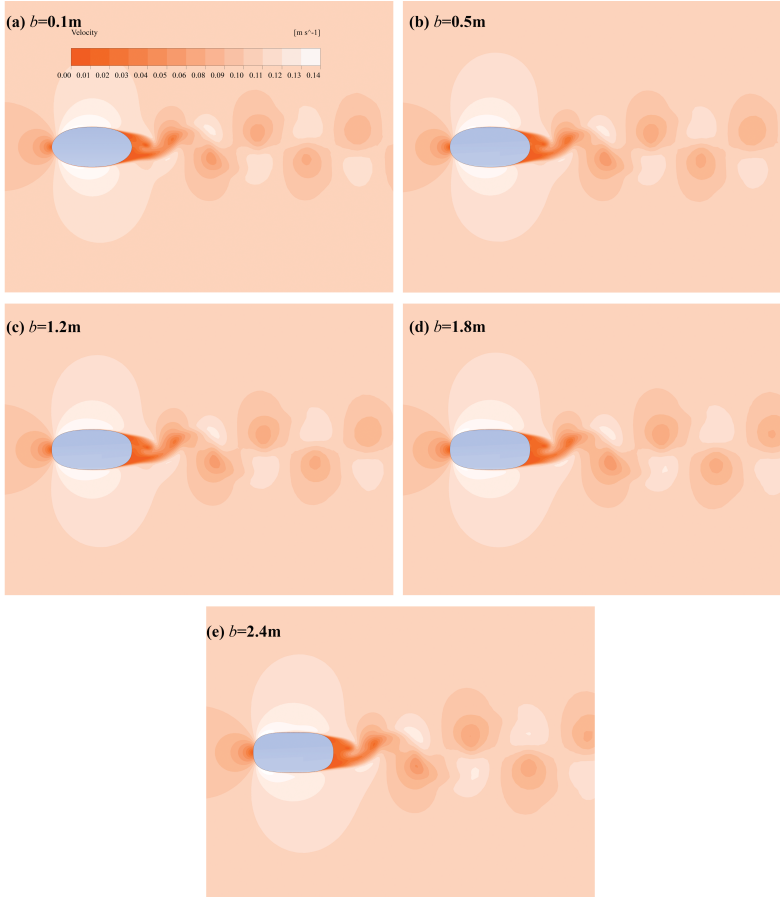 (a) b=0.1m
Velocity [m s^-1]
0.00 0.01 0.02 0.03 0.04 0.05 0.06 0.08 0.09 0.10 0.11 0.12 0.13 0.14
(b) b=0.5m
(c) b=1.2m
(d) b=1.8m
(e) b=2.4m